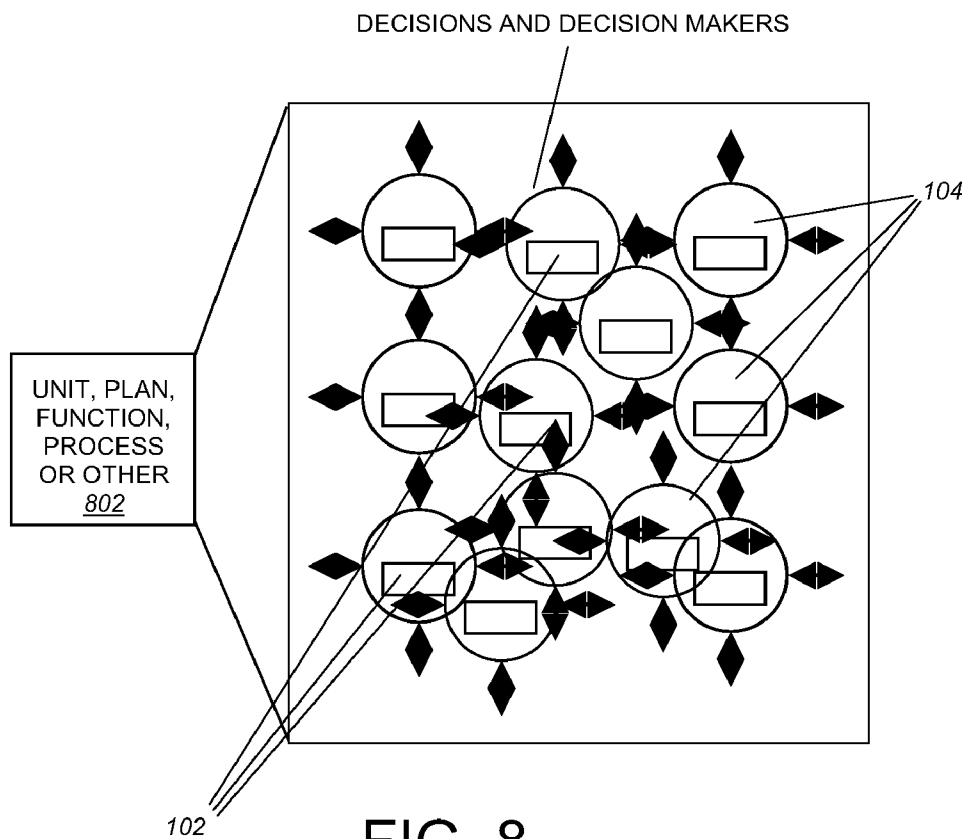 DECISIONS AND DECISION MAKERS
104
UNIT, PLAN,
FUNCTION,
PROCESS
OR OTHER
802
102
FIG. 8